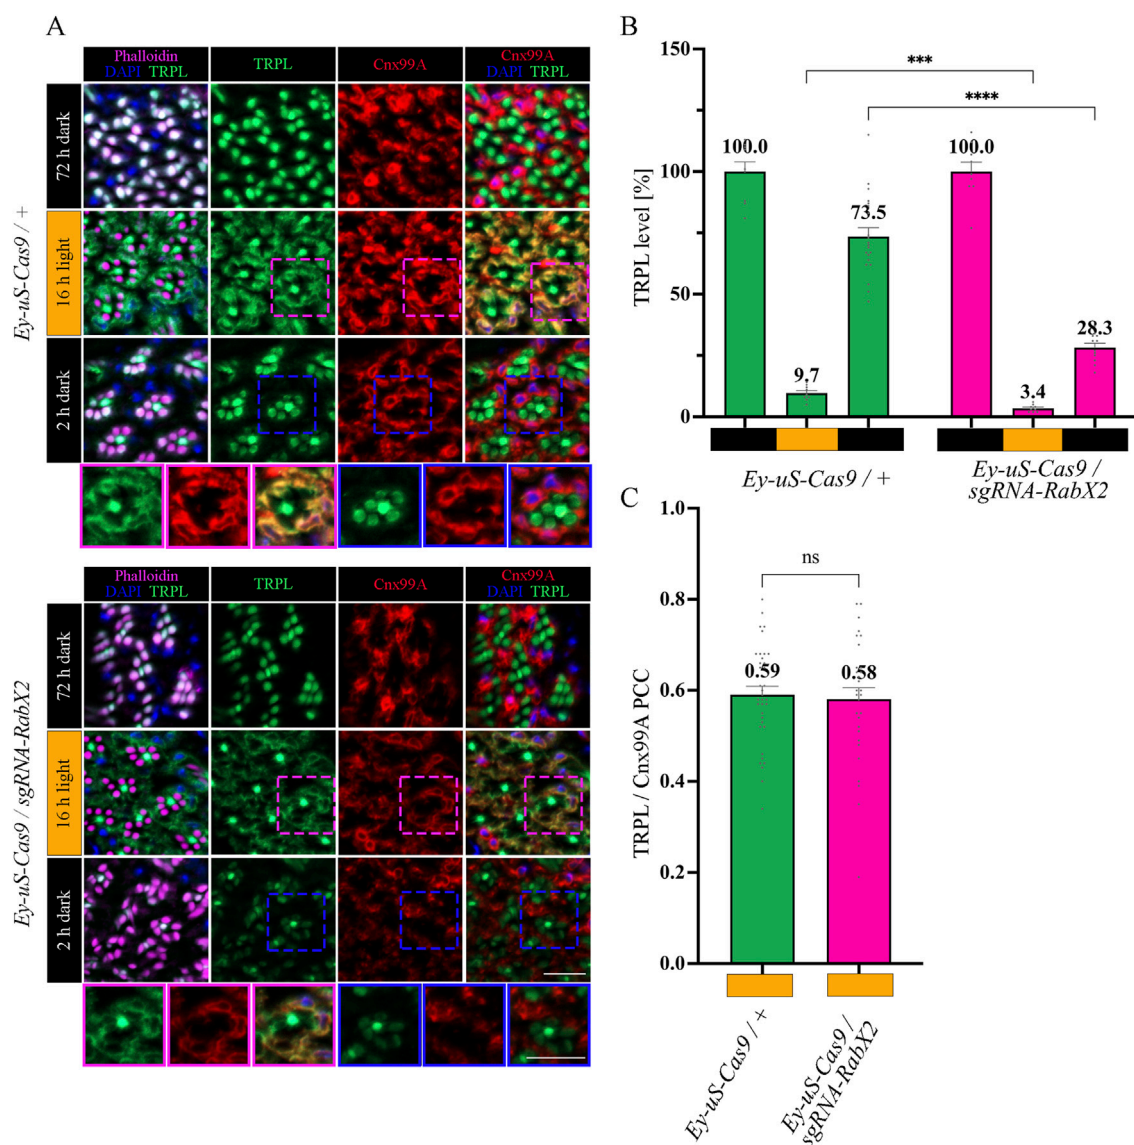 A
Phalloidin
DAPI TRPL
TRPL
Cnx99A
Cnx99A
DAPI TRPL
Ey-uS-Cas9 / +
72 h dark
16 h light
2 h dark
Phalloidin
DAPI TRPL
TRPL
Cnx99A
Cnx99A
DAPI TRPL
Ey-uS-Cas9 / sgRNA-RabX2
72 h dark
16 h light
2 h dark
B
TRPL level [%]
150
100
50
0
***
****
100.0
9.7
73.5
100.0
3.4
28.3
Ey-uS-Cas9 / +
Ey-uS-Cas9 /
sgRNA-RabX2
C
TRPL / Cnx99A PCC
1.0
0.8
0.6
0.4
0.2
0.0
ns
0.59
0.58
Ey-uS-Cas9 / +
Ey-uS-Cas9 /
sgRNA-RabX2